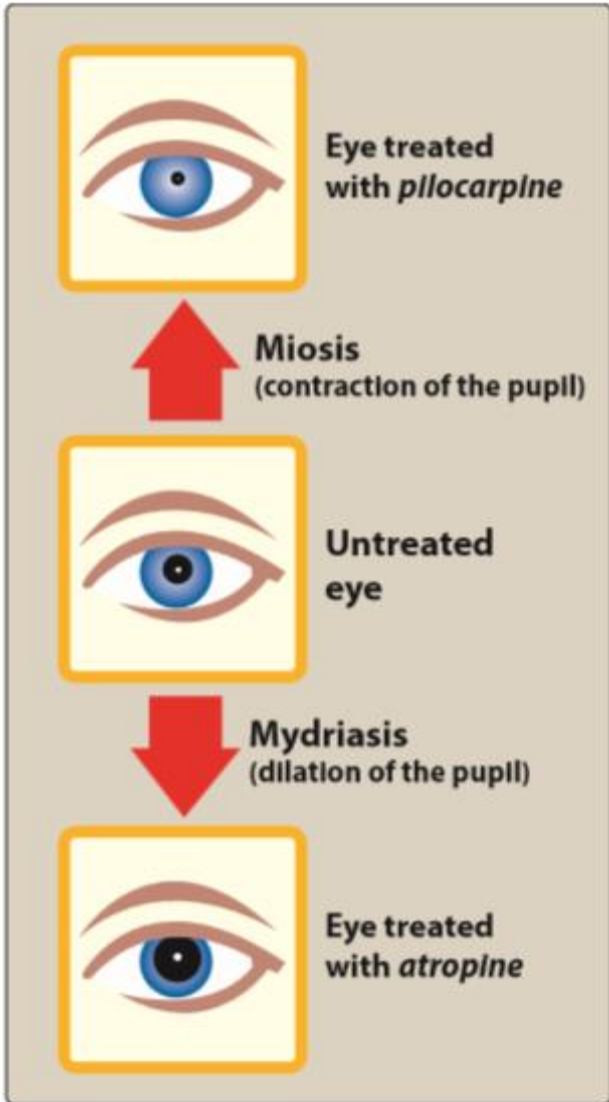 Eye treated
with pilocarpine
Miosis
(contraction of the pupil)
Untreated
eye
Mydriasis
(dilation of the pupil)
Eye treated
with atropine